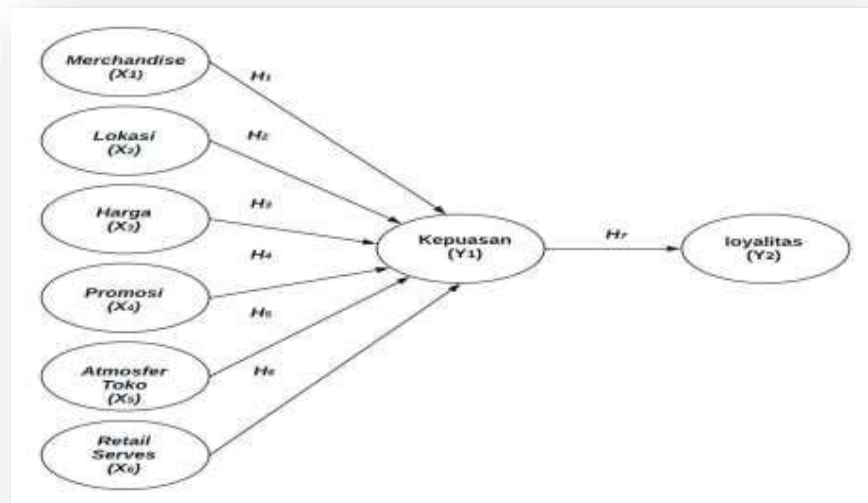 Merchandise
(X1)
H1
Lokasi
(X2)
H2
Harga
(X3)
H3
Kepuasan
(Y1)
H7
loyalitas
(Y2)
H4
Promosi
(X4)
H5
Atmosfer
Toko
(X5)
H6
Retail
Serves
(X6)